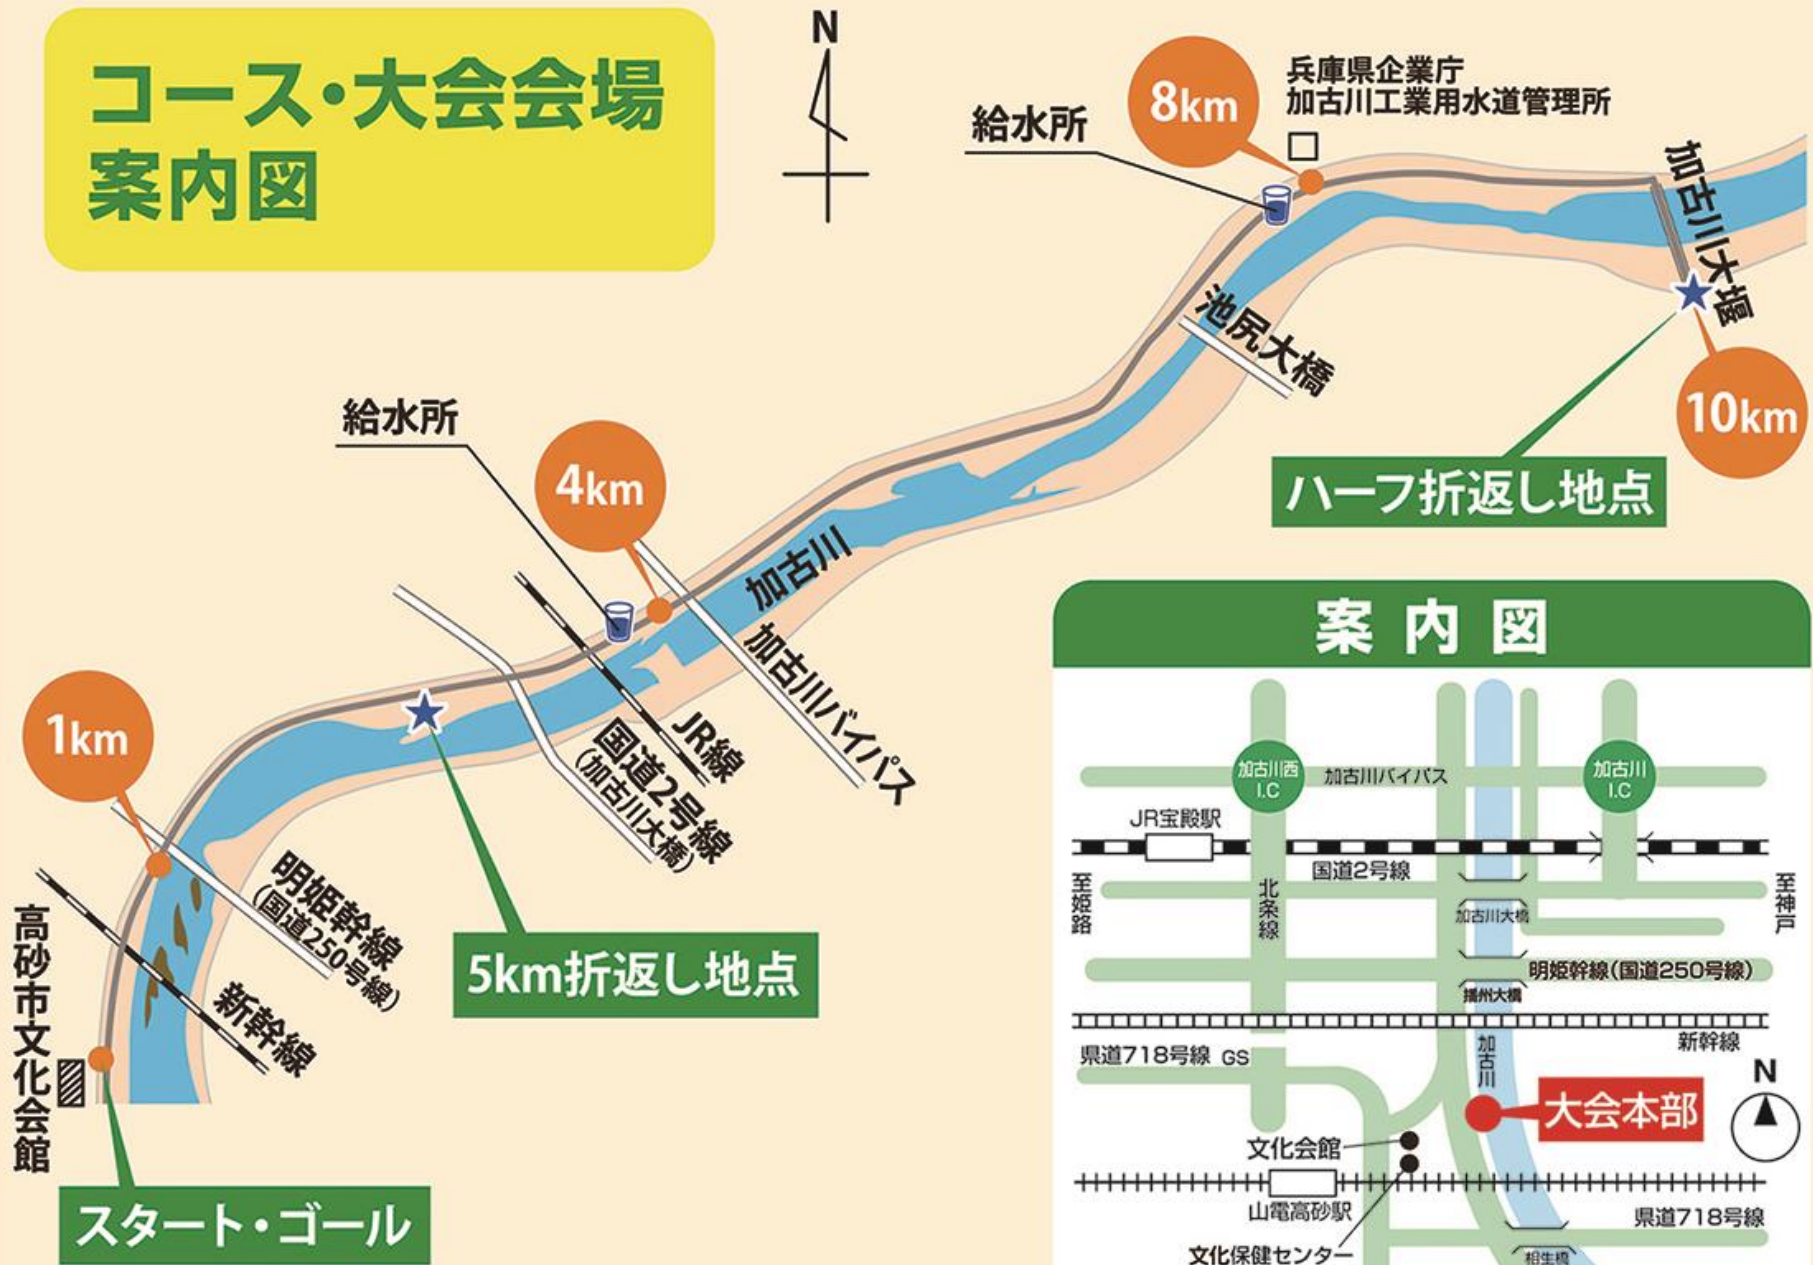 コース・大会会場
案内図
N
給水所
8km
兵庫県企業庁
加古川工業用水道管理所
加古川大堰
池尻大橋
10km
ハーフ折返し地点
給水所
4km
加古川
加古川バイパス
JR線
国道2号線
(加古川大橋)
1km
明姫幹線
(国道250号線)
新幹線
5km折返し地点
高砂市文化会館
スタート・ゴール
案内図
加古川西
I.C
加古川バイパス
加古川
I.C
JR宝殿駅
国道2号線
至姫路
北条線
加古川大橋
至神戸
明姫幹線(国道250号線)
播州大橋
新幹線
県道718号線 GS
加古川
N
大会本部
文化会館
山電高砂駅
県道718号線
文化保健センター
相生橋